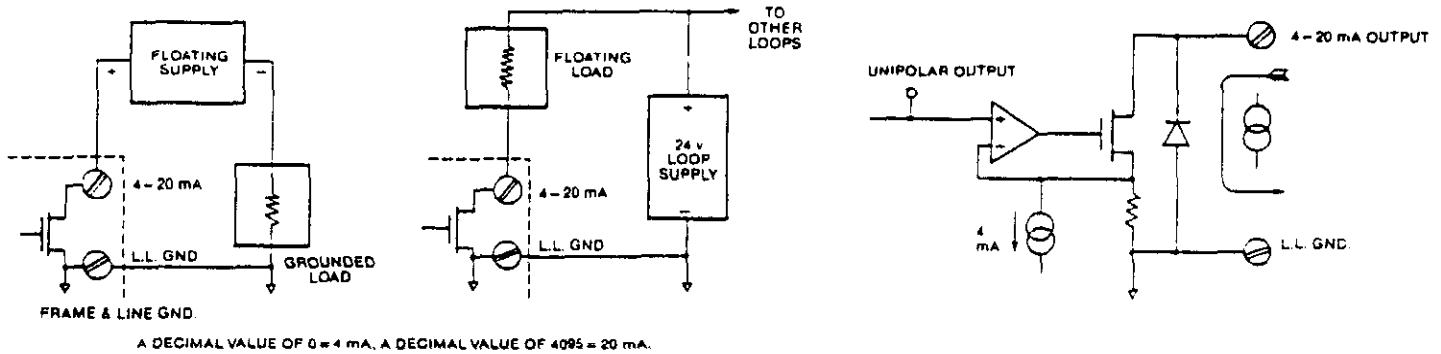 FLOATING
SUPPLY
+
−
4–20 mA
L.L. GND
GROUNDED
LOAD
FRAME & LINE GND.
FLOATING
LOAD
TO
OTHER
LOOPS
+
24 v
LOOP
SUPPLY
−
4–20 mA
L.L. GND
UNIPOLAR OUTPUT
+
−
4
mA
4–20 mA OUTPUT
L.L. GND.
A DECIMAL VALUE OF 0 = 4 mA, A DECIMAL VALUE OF 4095 = 20 mA.